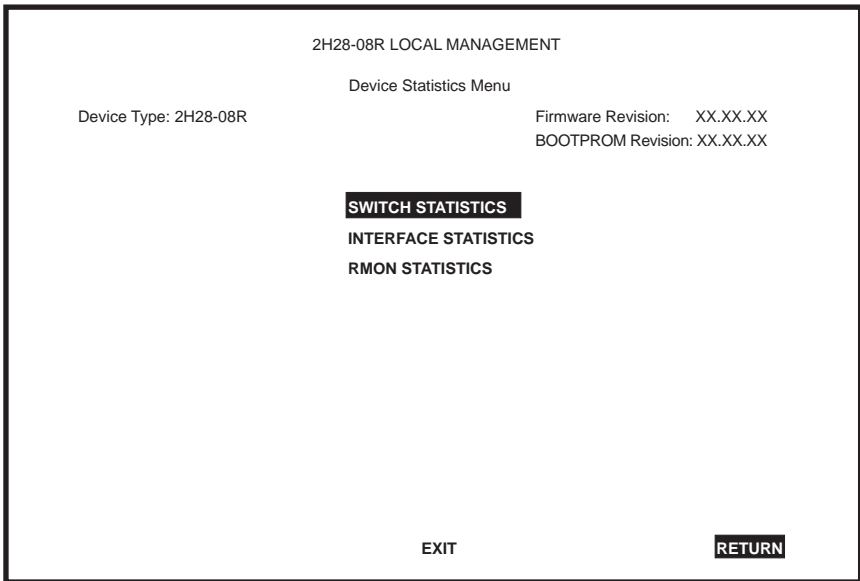 2H28-08R LOCAL MANAGEMENT
Device Statistics Menu
Device Type: 2H28-08R Firmware Revision: XX.XX.XX
BOOTPROM Revision: XX.XX.XX
SWITCH STATISTICS
INTERFACE STATISTICS
RMON STATISTICS
EXIT RETURN